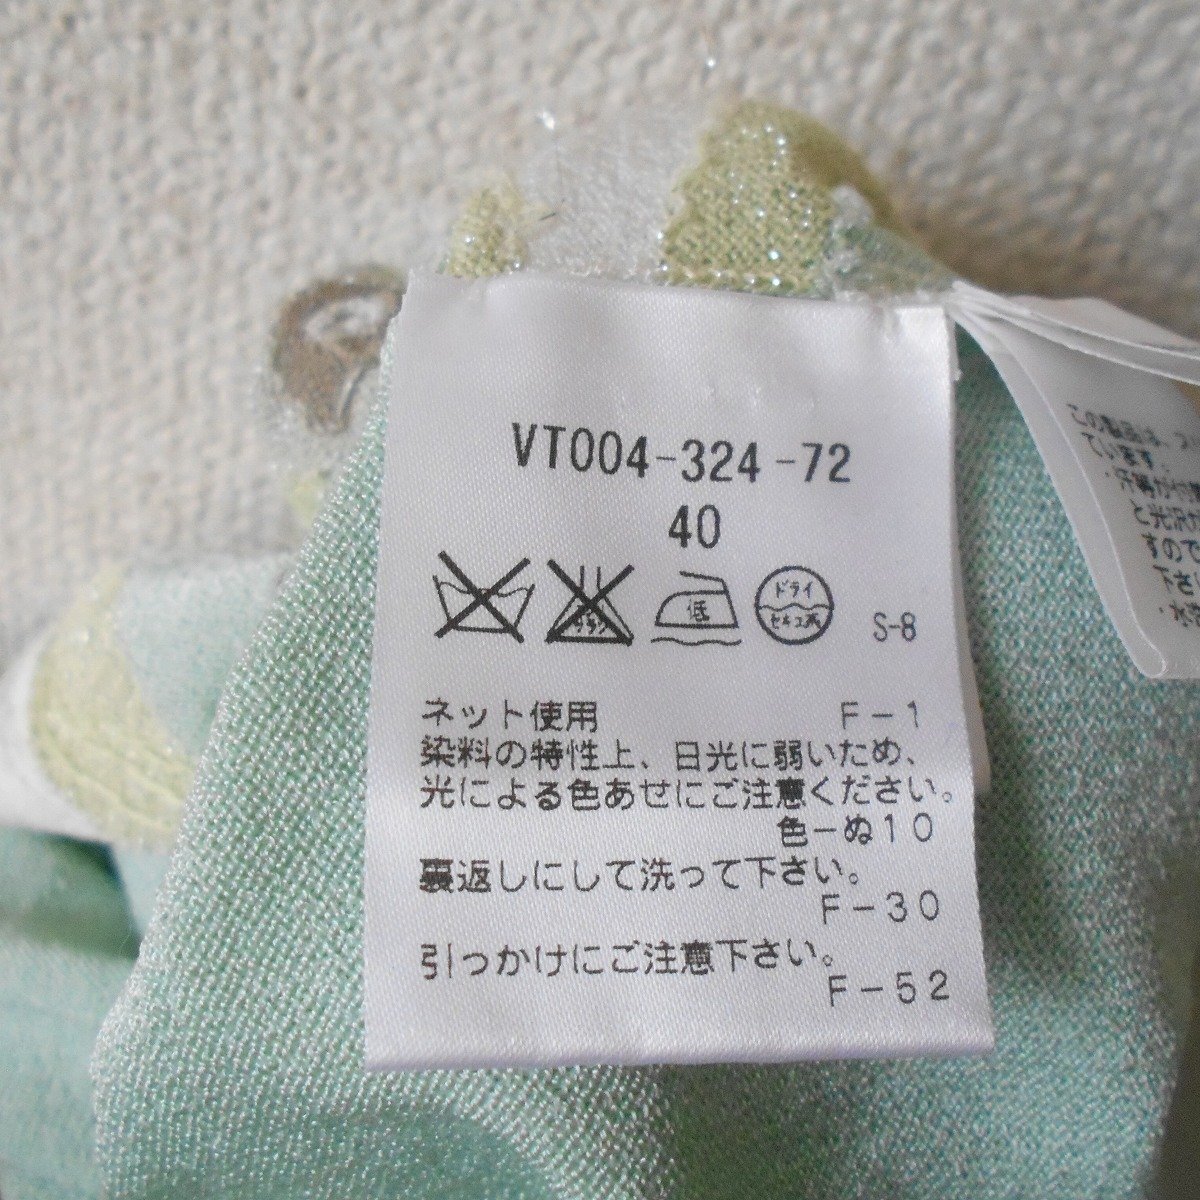 VT004-324-72
40
低
ドライ
セキユ系
S-8
ネット使用 F-1
染料の特性上、日光に弱いため、
光による色あせにご注意ください。
色-ぬ10
裏返しにして洗って下さい。
F-30
引っかけにご注意下さい。
F-52
この製品は、
ています。
・汗
と光沢
すので
下さ
・水